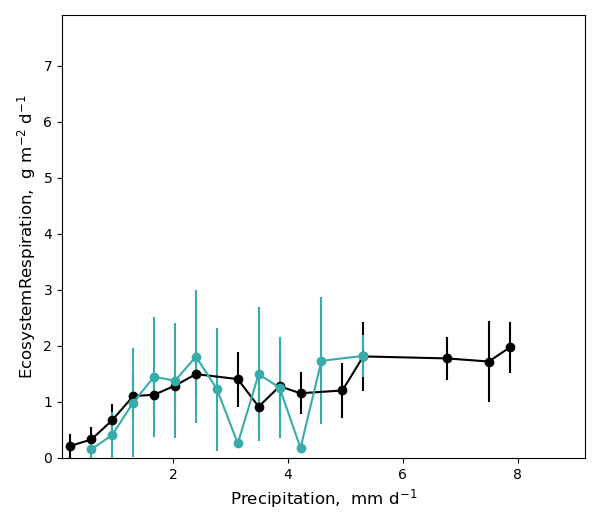 7
6
5
4
3
2
1
0
EcosystemRespiration, g m⁻² d⁻¹
2 4 6 8
Precipitation, mm d⁻¹